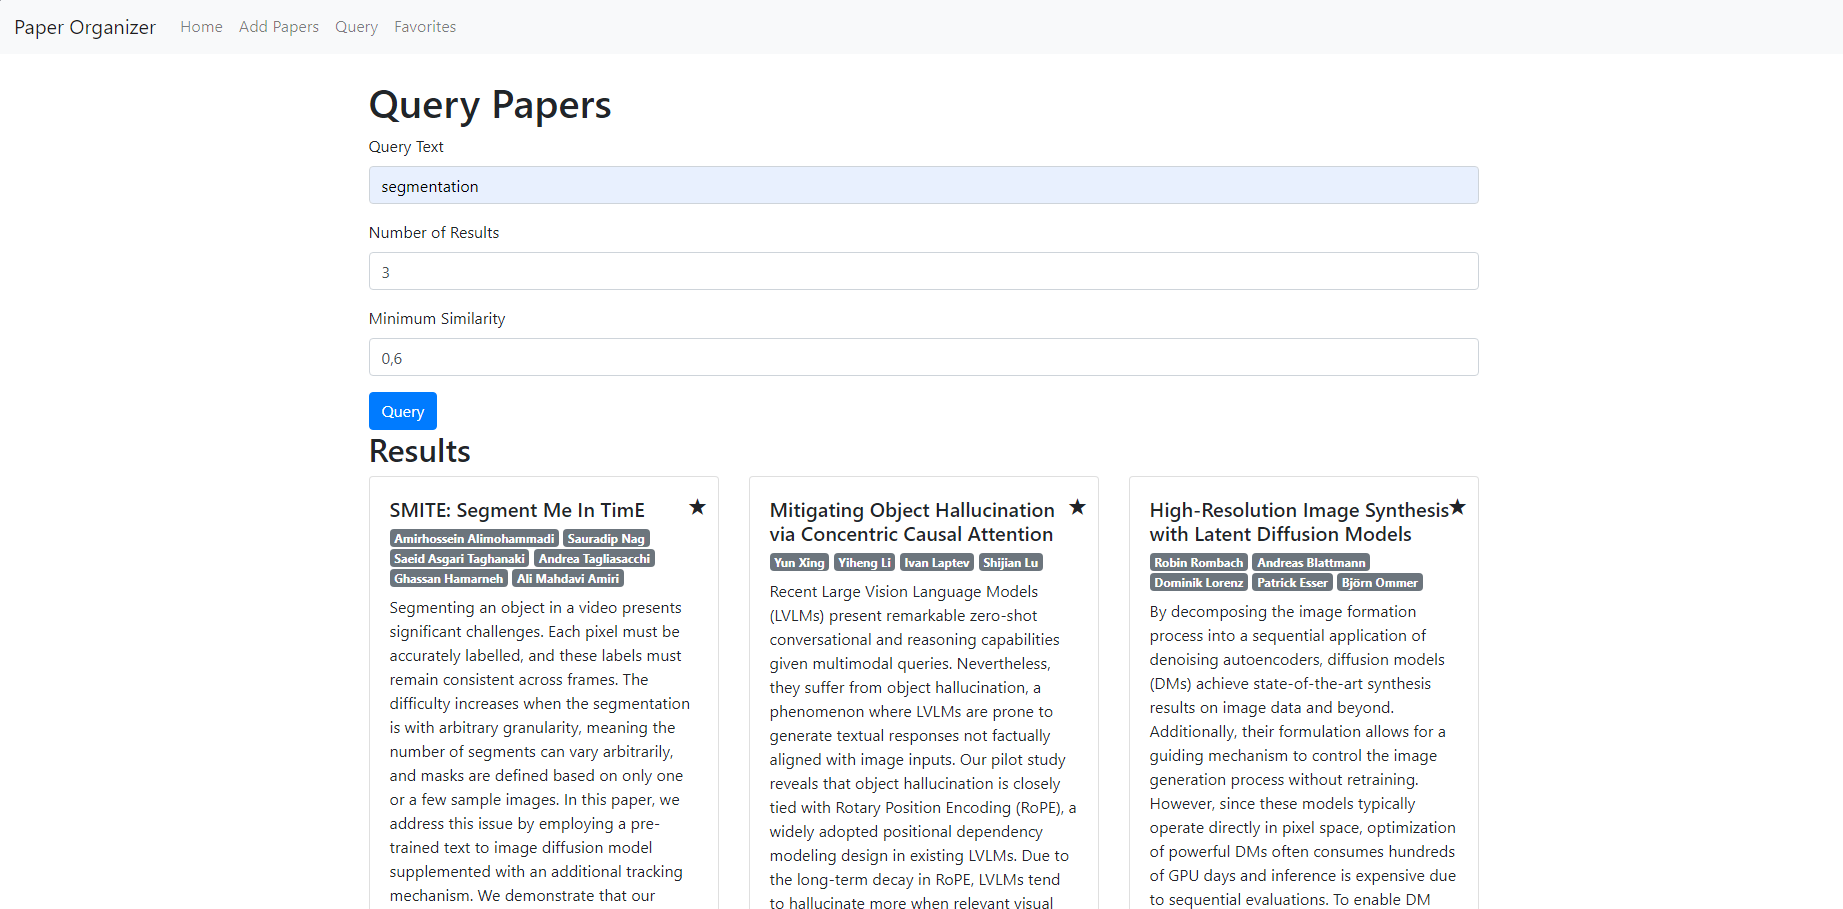 Paper Organizer Home Add Papers Query Favorites
Query Papers
Query Text
segmentation
Number of Results
3
Minimum Similarity
0,6
Query
Results
SMITE: Segment Me In TimE ★
Amirhossein Alimohammadi Sauradip Nag
Saeid Asgari Taghanaki Andrea Tagliasacchi
Ghassan Hamarneh Ali Mahdavi Amiri
Segmenting an object in a video presents
significant challenges. Each pixel must be
accurately labelled, and these labels must
remain consistent across frames. The
difficulty increases when the segmentation
is with arbitrary granularity, meaning the
number of segments can vary arbitrarily,
and masks are defined based on only one
or a few sample images. In this paper, we
address this issue by employing a pre-
trained text to image diffusion model
supplemented with an additional tracking
mechanism. We demonstrate that our
Mitigating Object Hallucination ★
via Concentric Causal Attention
Yun Xing Yiheng Li Ivan Laptev Shijian Lu
Recent Large Vision Language Models
(LVLMs) present remarkable zero-shot
conversational and reasoning capabilities
given multimodal queries. Nevertheless,
they suffer from object hallucination, a
phenomenon where LVLMs are prone to
generate textual responses not factually
aligned with image inputs. Our pilot study
reveals that object hallucination is closely
tied with Rotary Position Encoding (RoPE), a
widely adopted positional dependency
modeling design in existing LVLMs. Due to
the long-term decay in RoPE, LVLMs tend
to hallucinate more when relevant visual
High-Resolution Image Synthesis ★
with Latent Diffusion Models
Robin Rombach Andreas Blattmann
Dominik Lorenz Patrick Esser Björn Ommer
By decomposing the image formation
process into a sequential application of
denoising autoencoders, diffusion models
(DMs) achieve state-of-the-art synthesis
results on image data and beyond.
Additionally, their formulation allows for a
guiding mechanism to control the image
generation process without retraining.
However, since these models typically
operate directly in pixel space, optimization
of powerful DMs often consumes hundreds
of GPU days and inference is expensive due
to sequential evaluations. To enable DM